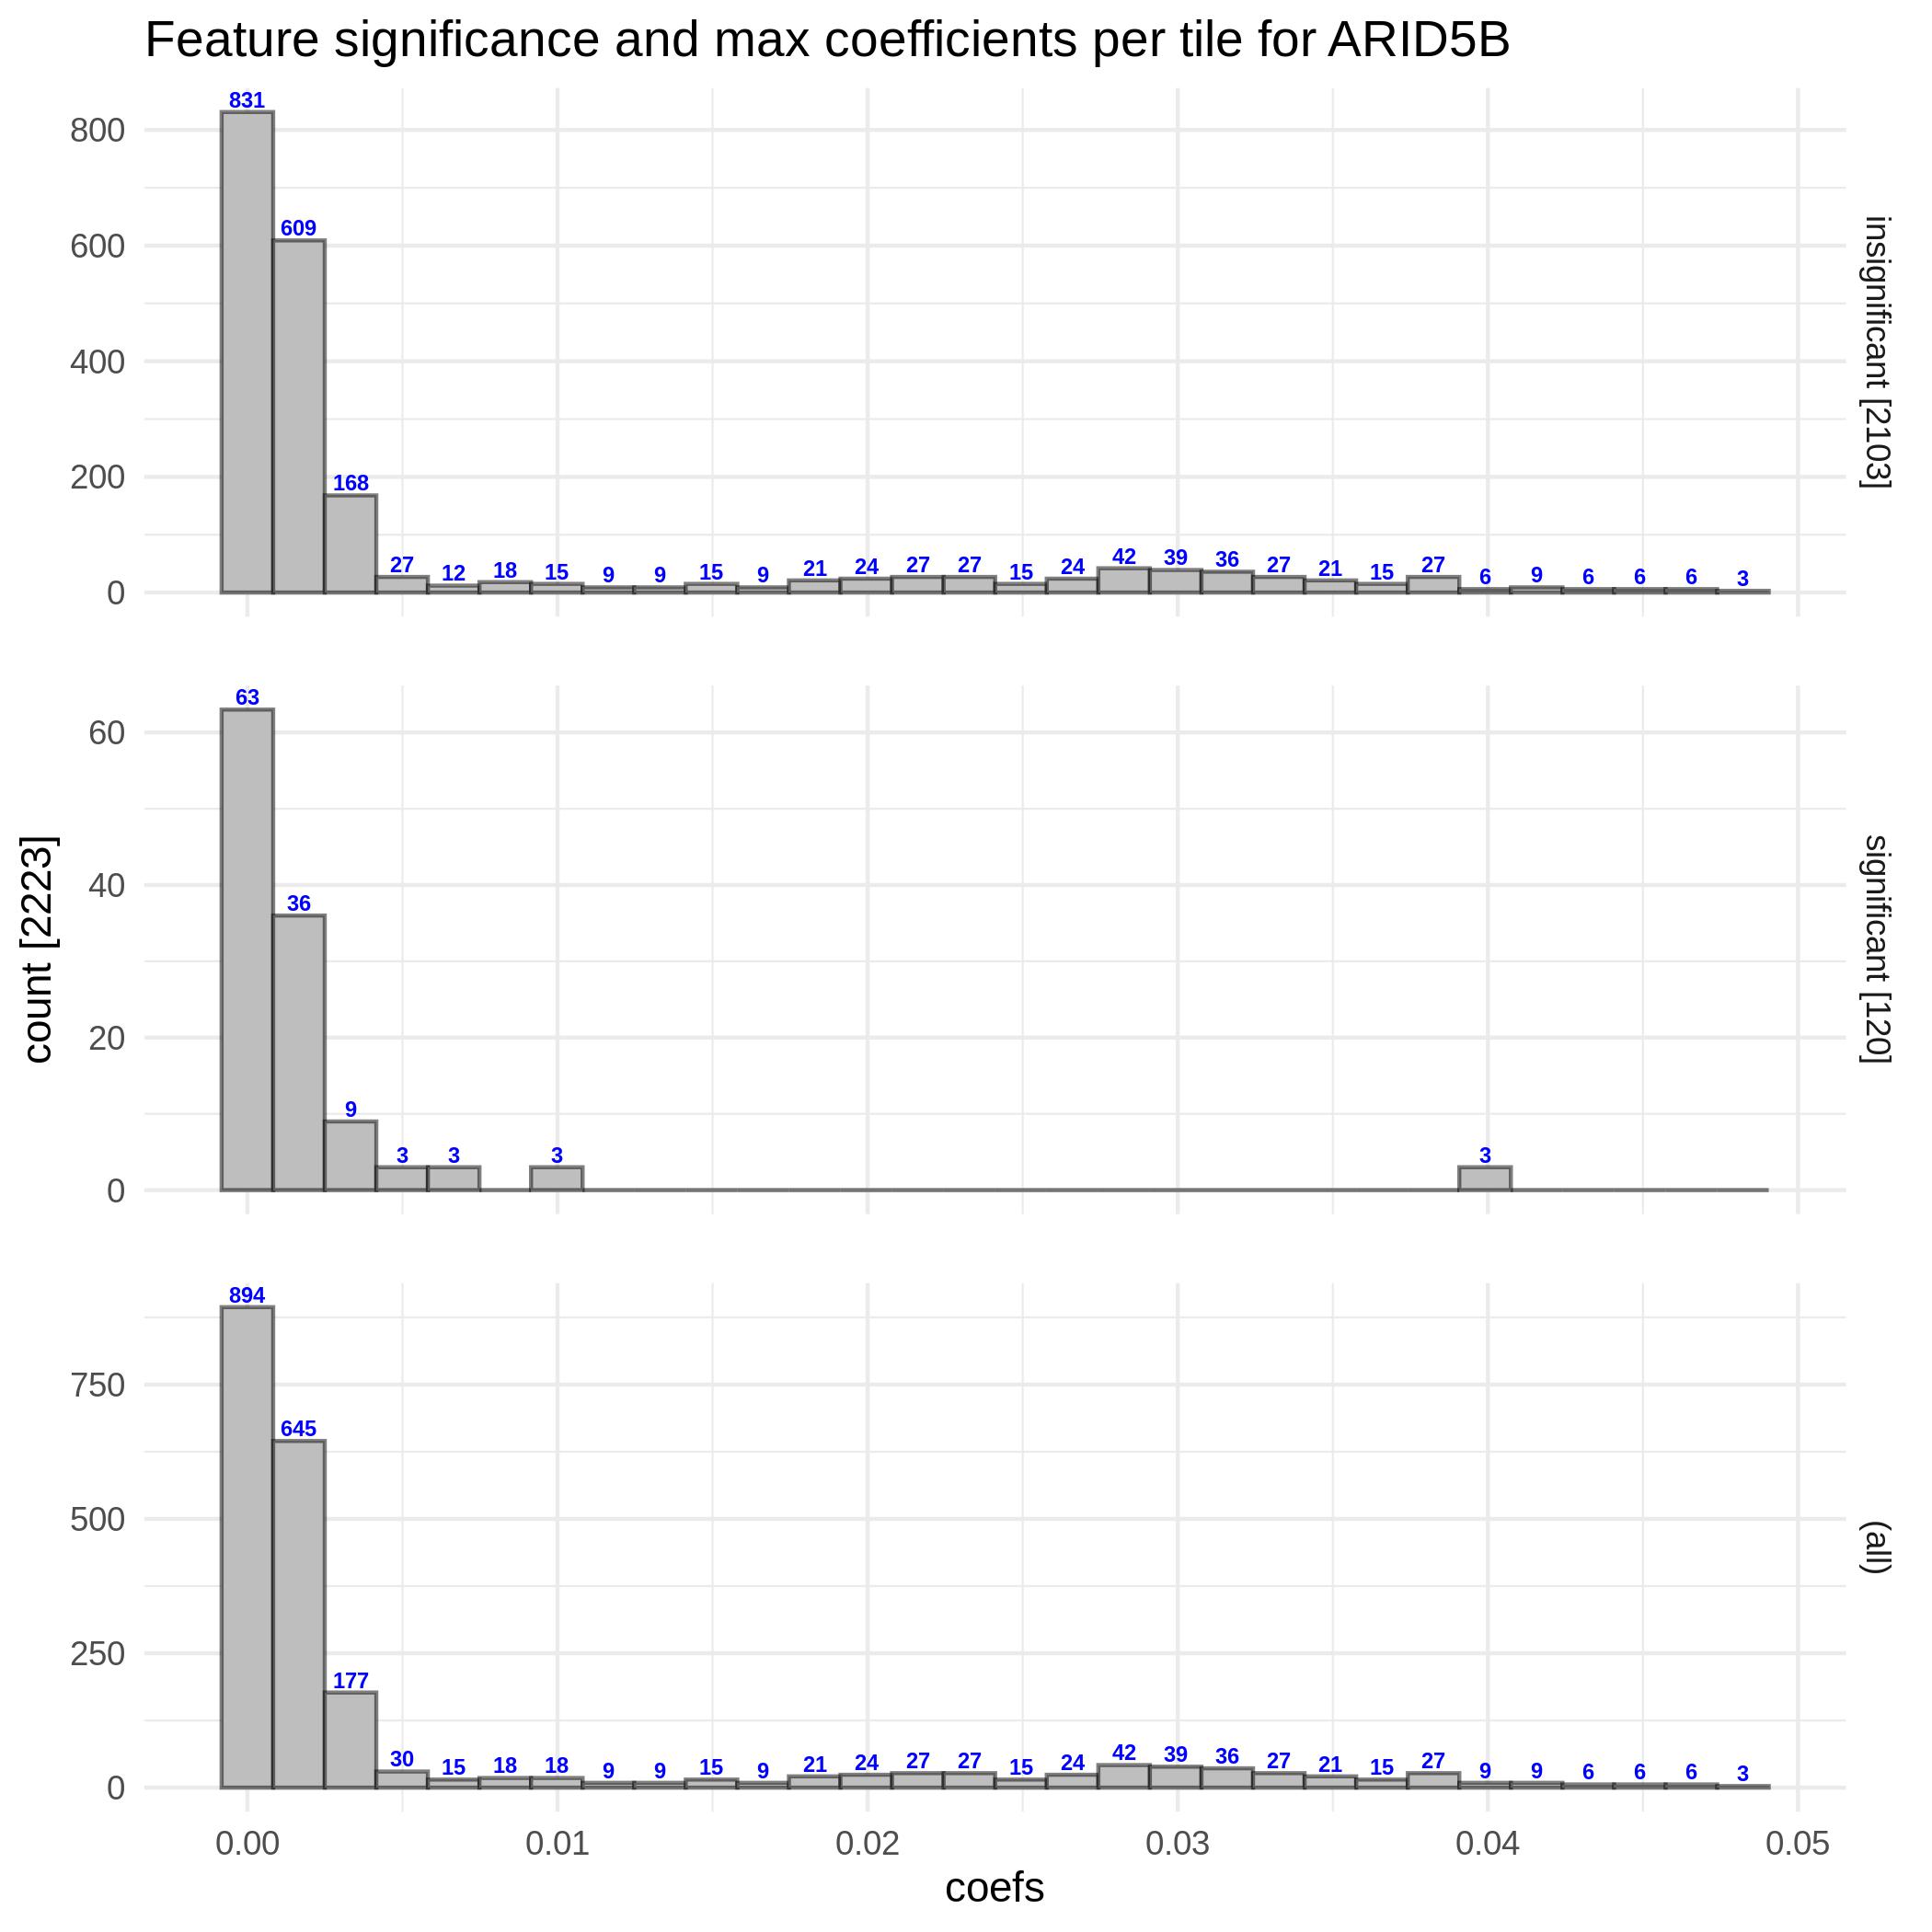 Feature significance and max coefficients per tile for ARID5B
831
800
609
600
400
168
200
27 12 18 15 9 9 15 9 21 24 27 27 15 24 42 39 36 27 21 15 27 6 9 6 6 6 3
0
insignificant [2103]
63
60
36
40
20
9
3 3 3 3
0
significant [120]
count [2223]
894
750
645
500
250
177
30 15 18 18 9 9 15 9 21 24 27 27 15 24 42 39 36 27 21 15 27 9 9 6 6 6 3
0
(all)
0.00 0.01 0.02 0.03 0.04 0.05
coefs